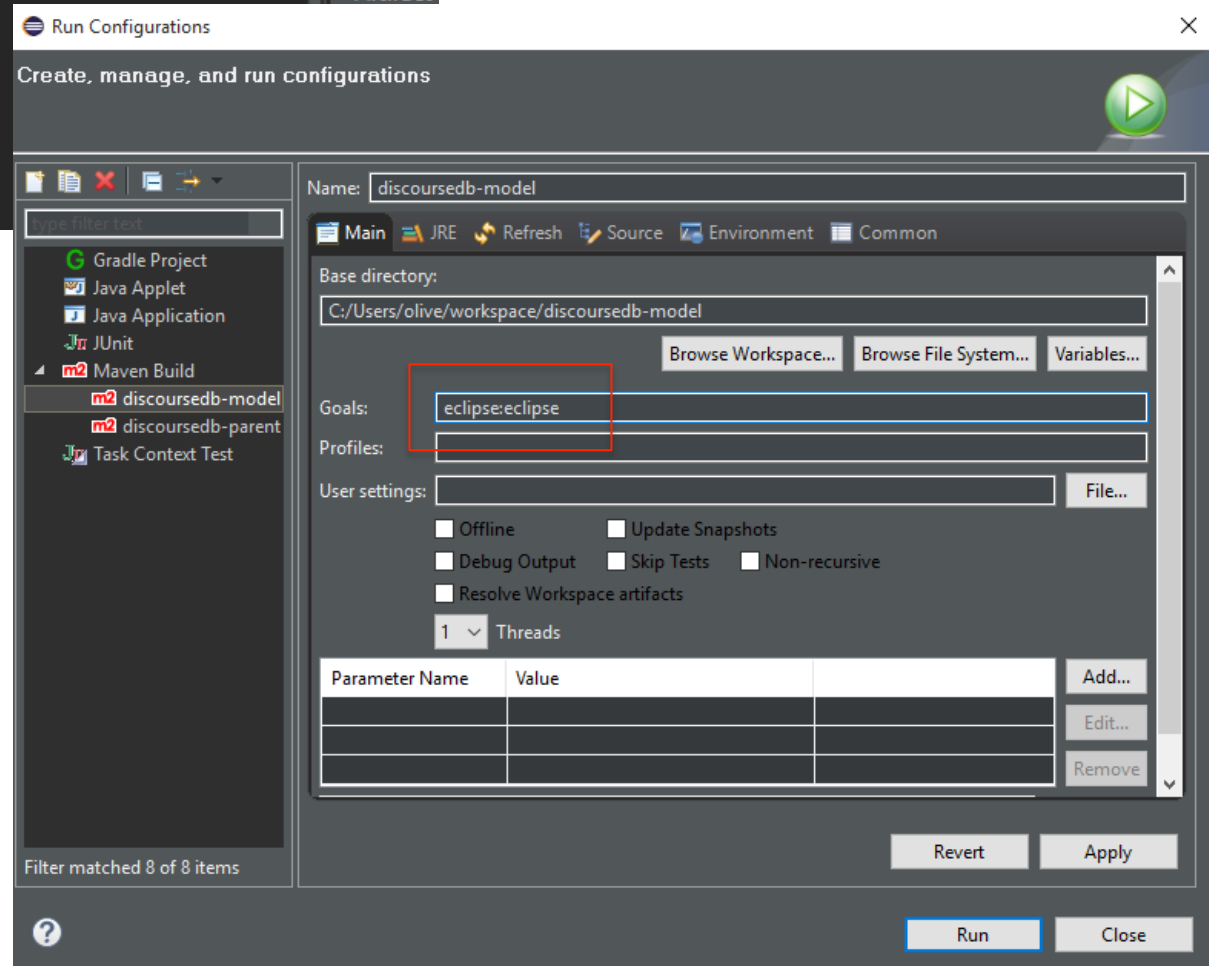 Run Configurations
Create, manage, and run configurations
type filter text
Gradle Project
Java Applet
Java Application
JUnit
Maven Build
m2 discoursedb-model
m2 discoursedb-parent
Task Context Test
Filter matched 8 of 8 items
Name: discoursedb-model
Main JRE Refresh Source Environment Common
Base directory:
C:/Users/olive/workspace/discoursedb-model
Browse Workspace... Browse File System... Variables...
Goals: eclipse:eclipse
Profiles:
User settings: File...
Offline Update Snapshots
Debug Output Skip Tests Non-recursive
Resolve Workspace artifacts
1 Threads
Parameter Name Value Add...
Edit...
Remove
Revert Apply
Run Close